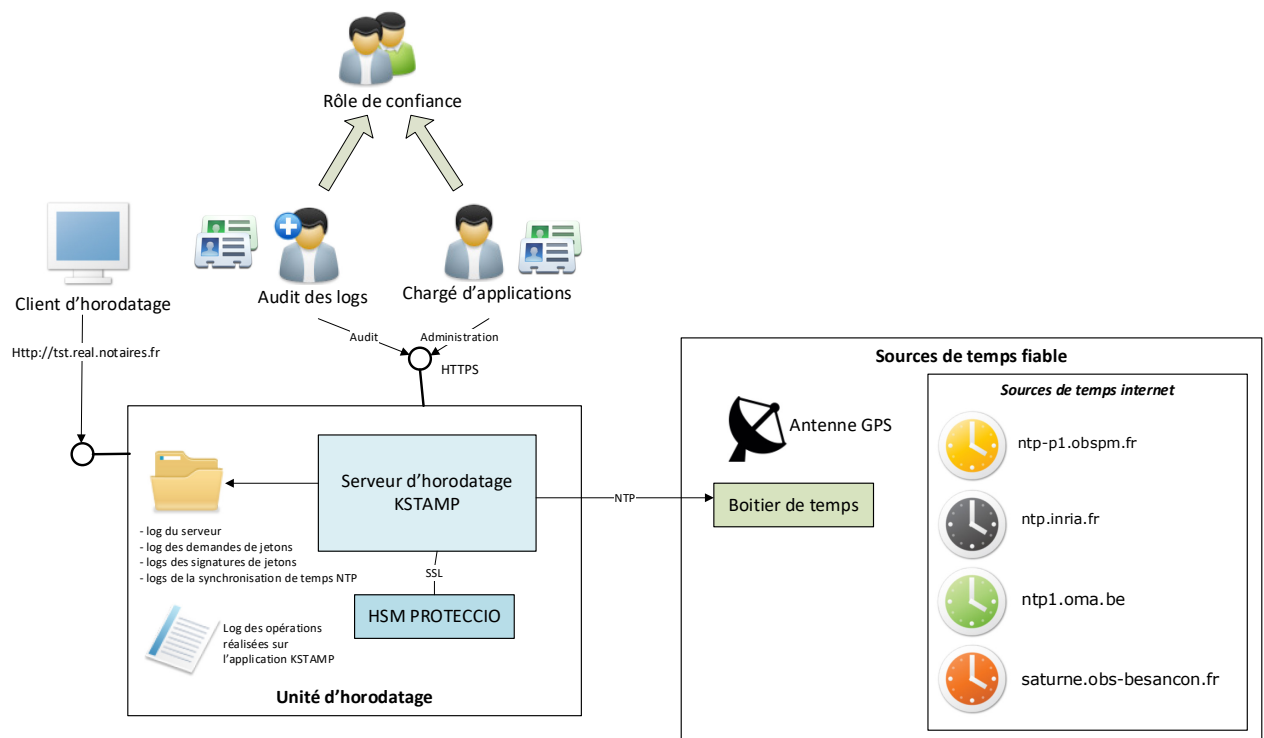 Rôle de confiance
Client d'horodatage
Audit des logs
Chargé d'applications
Http://tst.real.notaires.fr
Audit
Administration
HTTPS
Serveur d'horodatage
KSTAMP
- log du serveur
- log des demandes de jetons
- logs des signatures de jetons
- logs de la synchronisation de temps NTP
SSL
HSM PROTECCIO
Log des opérations
réalisées sur
l'application KSTAMP
Unité d'horodatage
NTP
Sources de temps fiable
Antenne GPS
Boitier de temps
Sources de temps internet
ntp-p1.obspm.fr
ntp.inria.fr
ntp1.oma.be
saturne.obs-besancon.fr